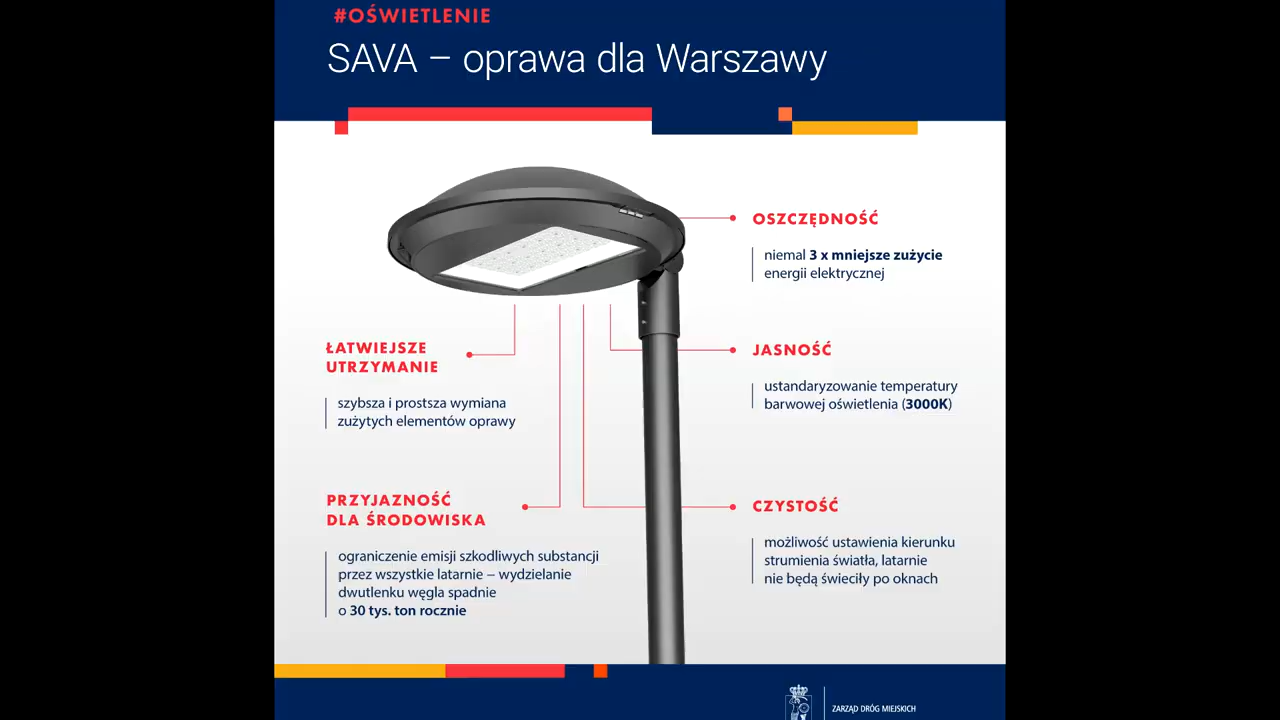 #OŚWIETLENIE
SAVA – oprawa dla Warszawy
OSZCZĘDNOŚĆ
niemal 3 x mniejsze zużycie
energii elektrycznej
ŁATWIEJSZE
UTRZYMANIE
szybsza i prostsza wymiana
zużytych elementów oprawy
JASNOŚĆ
ustandaryzowanie temperatury
barwowej oświetlenia (3000K)
PRZYJAZNOŚĆ
DLA ŚRODOWISKA
ograniczenie emisji szkodliwych substancji
przez wszystkie latarnie – wydzielanie
dwutlenku węgla spadnie
o 30 tys. ton rocznie
CZYSTOŚĆ
możliwość ustawienia kierunku
strumienia światła, latarnie
nie będą świeciły po oknach
ZARZĄD DRÓG MIEJSKICH